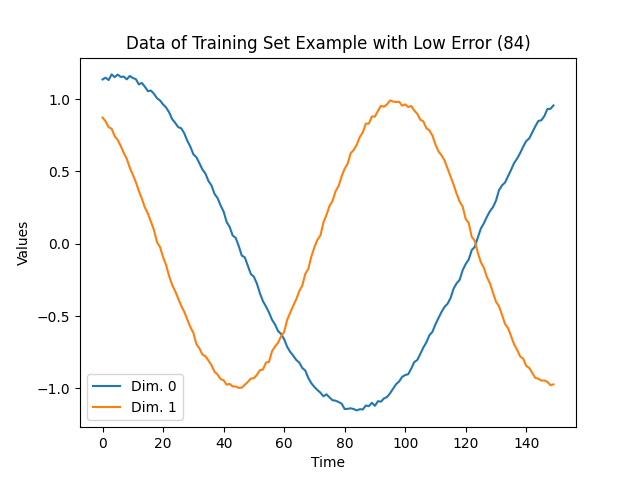 Data of Training Set Example with Low Error (84)
Values
1.0
0.5
0.0
−0.5
−1.0
Dim. 0
Dim. 1
0 20 40 60 80 100 120 140
Time